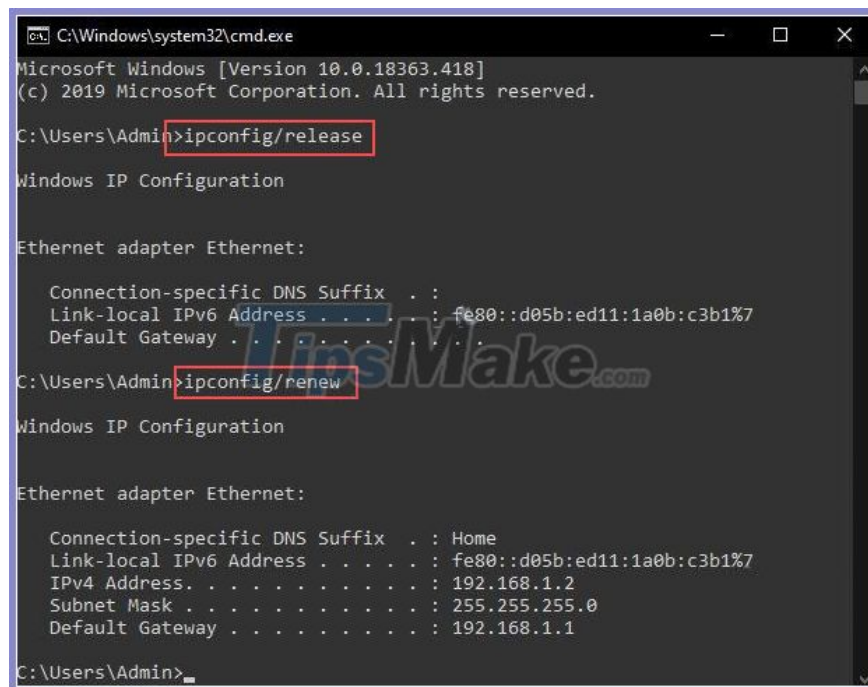 C:\Windows\system32\cmd.exe
Microsoft Windows [Version 10.0.18363.418]
(c) 2019 Microsoft Corporation. All rights reserved.
C:\Users\Admin>ipconfig/release
Windows IP Configuration
Ethernet adapter Ethernet:
Connection-specific DNS Suffix . :
Link-local IPv6 Address . . . . . : fe80::d05b:ed11:1a0b:c3b1%7
Default Gateway . . . . . . . . . :
TipsMake.com
C:\Users\Admin>ipconfig/renew
Windows IP Configuration
Ethernet adapter Ethernet:
Connection-specific DNS Suffix . : Home
Link-local IPv6 Address . . . . . : fe80::d05b:ed11:1a0b:c3b1%7
IPv4 Address. . . . . . . . . . . : 192.168.1.2
Subnet Mask . . . . . . . . . . . : 255.255.255.0
Default Gateway . . . . . . . . . : 192.168.1.1
C:\Users\Admin>